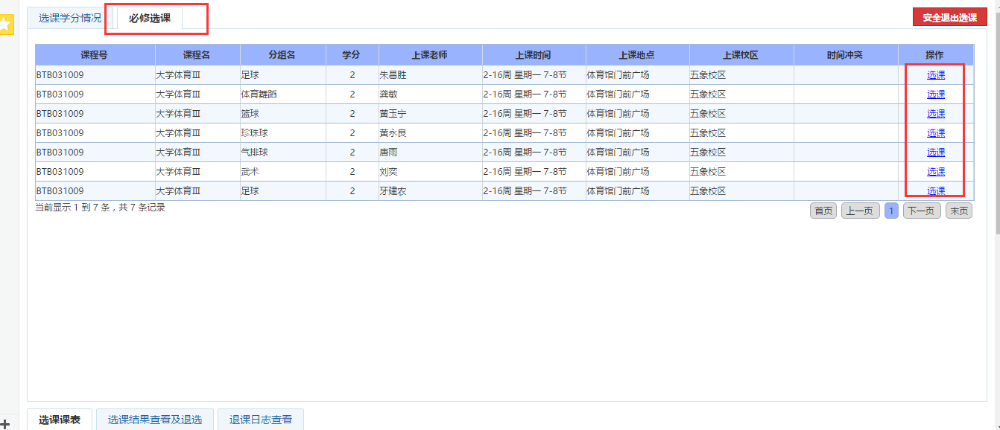 选课学分情况 必修选课 安全退出选课
课程号 课程名 分组名 学分 上课老师 上课时间 上课地点 上课校区 时间冲突 操作
BTB031009 大学体育Ⅲ 足球 2 朱昌胜 2-16周 星期一 7-8节 体育馆门前广场 五象校区 选课
BTB031009 大学体育Ⅲ 体育舞蹈 2 龚敏 2-16周 星期一 7-8节 体育馆门前广场 五象校区 选课
BTB031009 大学体育Ⅲ 篮球 2 黄玉宁 2-16周 星期一 7-8节 体育馆门前广场 五象校区 选课
BTB031009 大学体育Ⅲ 珍珠球 2 黄永良 2-16周 星期一 7-8节 体育馆门前广场 五象校区 选课
BTB031009 大学体育Ⅲ 气排球 2 唐雨 2-16周 星期一 7-8节 体育馆门前广场 五象校区 选课
BTB031009 大学体育Ⅲ 武术 2 刘奕 2-16周 星期一 7-8节 体育馆门前广场 五象校区 选课
BTB031009 大学体育Ⅲ 足球 2 牙建农 2-16周 星期一 7-8节 体育馆门前广场 五象校区 选课
当前显示 1 到 7 条，共 7 条记录 首页 上一页 1 下一页 末页
选课课表 选课结果查看及退选 退课日志查看